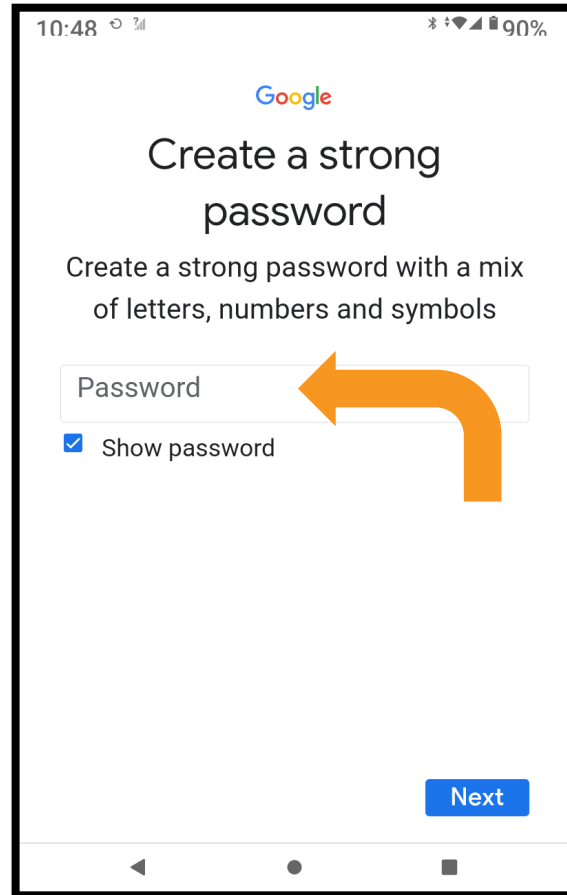 10:48 90%
Google
Create a strong
password
Create a strong password with a mix
of letters, numbers and symbols
Password
Show password
Next